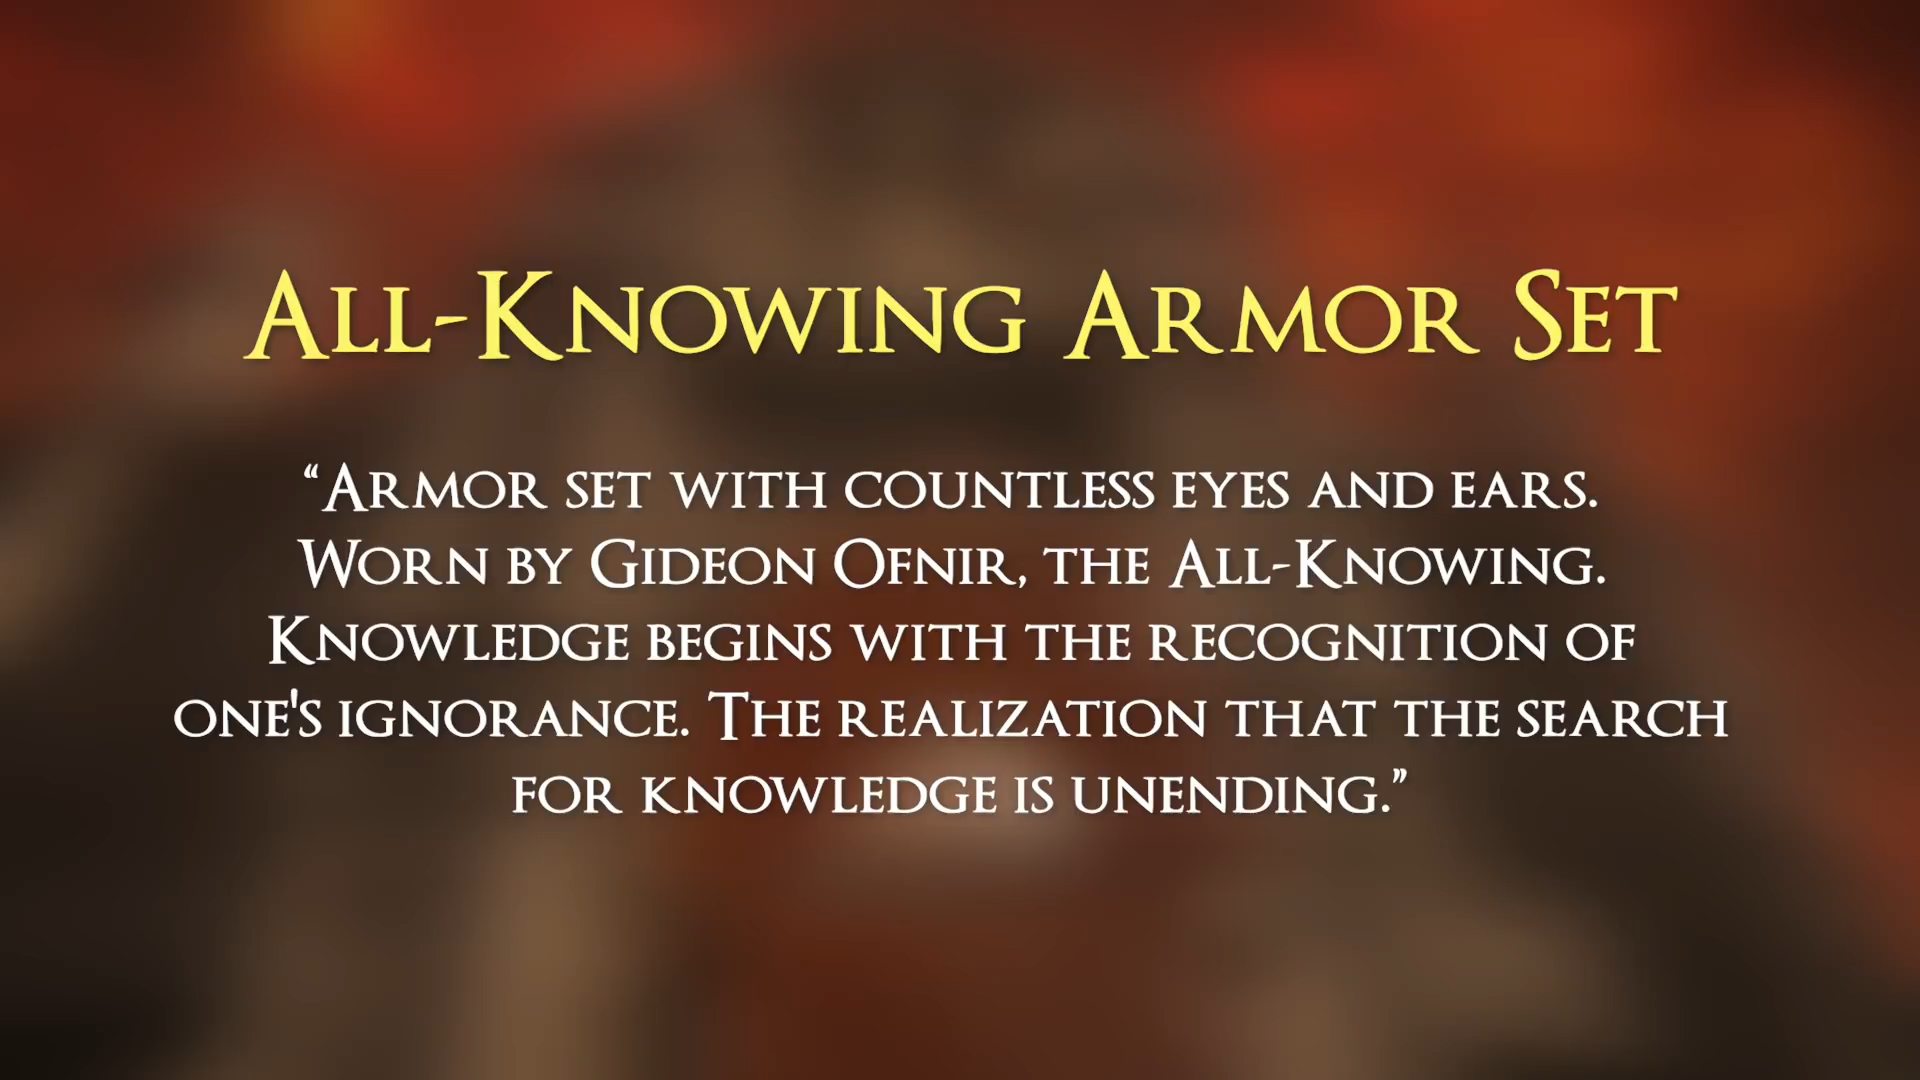 All-Knowing Armor Set
“Armor set with countless eyes and ears.
Worn by Gideon Ofnir, the All-Knowing.
Knowledge begins with the recognition of
one's ignorance. The realization that the search
for knowledge is unending.”